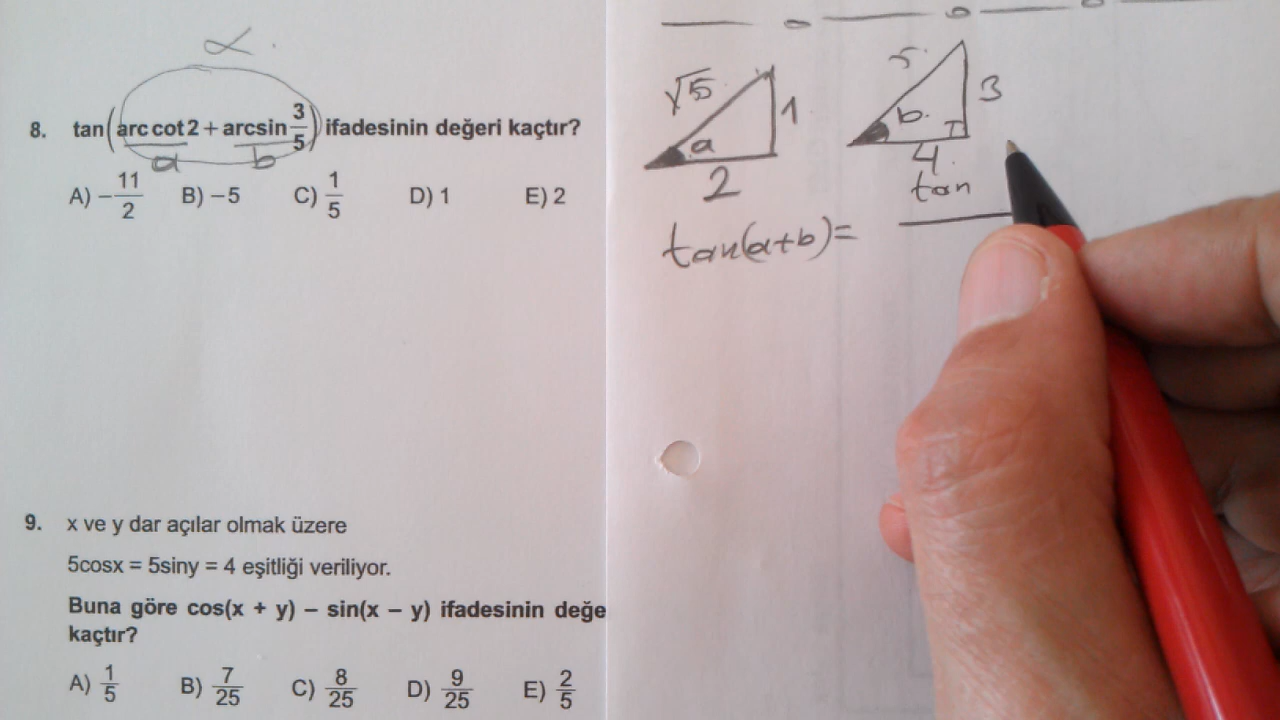 α
8. tan(arc cot 2 + arcsin 3/5) ifadesinin değeri kaçtır?
a b
A) -11/2 B) -5 C) 1/5 D) 1 E) 2
9. x ve y dar açılar olmak üzere
5cosx = 5siny = 4 eşitliği veriliyor.
Buna göre cos(x + y) – sin(x – y) ifadesinin değe
kaçtır?
A) 1/5 B) 7/25 C) 8/25 D) 9/25 E) 2/5
√5 1 a 2
5 3 b 4
tan
tan(a+b)=